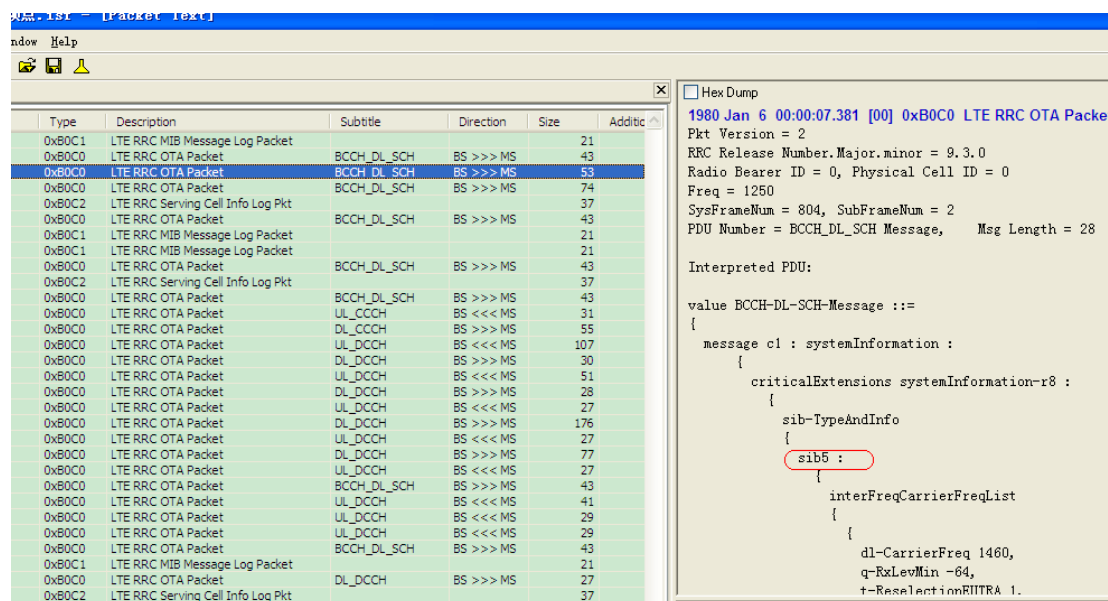 .isf - [Packet Text]
ndow Help
Type Description Subtitle Direction Size Additic
0xB0C1 LTE RRC MIB Message Log Packet 21
0xB0C0 LTE RRC OTA Packet BCCH_DL_SCH BS >>> MS 43
0xB0C0 LTE RRC OTA Packet BCCH_DL_SCH BS >>> MS 53
0xB0C0 LTE RRC OTA Packet BCCH_DL_SCH BS >>> MS 74
0xB0C2 LTE RRC Serving Cell Info Log Pkt 37
0xB0C0 LTE RRC OTA Packet BCCH_DL_SCH BS >>> MS 43
0xB0C1 LTE RRC MIB Message Log Packet 21
0xB0C1 LTE RRC MIB Message Log Packet 21
0xB0C0 LTE RRC OTA Packet BCCH_DL_SCH BS >>> MS 43
0xB0C2 LTE RRC Serving Cell Info Log Pkt 37
0xB0C0 LTE RRC OTA Packet BCCH_DL_SCH BS >>> MS 43
0xB0C0 LTE RRC OTA Packet UL_CCCH BS <<< MS 31
0xB0C0 LTE RRC OTA Packet DL_CCCH BS >>> MS 55
0xB0C0 LTE RRC OTA Packet UL_DCCH BS <<< MS 107
0xB0C0 LTE RRC OTA Packet DL_DCCH BS >>> MS 30
0xB0C0 LTE RRC OTA Packet UL_DCCH BS <<< MS 51
0xB0C0 LTE RRC OTA Packet DL_DCCH BS >>> MS 28
0xB0C0 LTE RRC OTA Packet UL_DCCH BS <<< MS 27
0xB0C0 LTE RRC OTA Packet DL_DCCH BS >>> MS 176
0xB0C0 LTE RRC OTA Packet UL_DCCH BS <<< MS 27
0xB0C0 LTE RRC OTA Packet DL_DCCH BS >>> MS 77
0xB0C0 LTE RRC OTA Packet UL_DCCH BS <<< MS 27
0xB0C0 LTE RRC OTA Packet BCCH_DL_SCH BS >>> MS 43
0xB0C0 LTE RRC OTA Packet UL_DCCH BS <<< MS 41
0xB0C0 LTE RRC OTA Packet UL_DCCH BS <<< MS 29
0xB0C0 LTE RRC OTA Packet UL_DCCH BS <<< MS 29
0xB0C0 LTE RRC OTA Packet BCCH_DL_SCH BS >>> MS 43
0xB0C1 LTE RRC MIB Message Log Packet 21
0xB0C0 LTE RRC OTA Packet DL_DCCH BS >>> MS 27
0xB0C2 LTE RRC Serving Cell Info Log Pkt 37
Hex Dump
1980 Jan 6 00:00:07.381 [00] 0xB0C0 LTE RRC OTA Packe
Pkt Version = 2
RRC Release Number.Major.minor = 9.3.0
Radio Bearer ID = 0, Physical Cell ID = 0
Freq = 1250
SysFrameNum = 804, SubFrameNum = 2
PDU Number = BCCH_DL_SCH Message, Msg Length = 28
Interpreted PDU:
value BCCH-DL-SCH-Message ::=
{
message c1 : systemInformation :
{
criticalExtensions systemInformation-r8 :
{
sib-TypeAndInfo
{
sib5 :
{
interFreqCarrierFreqList
{
{
dl-CarrierFreq 1460,
q-RxLevMin -64,
t-ReselectionEUTRA 1,